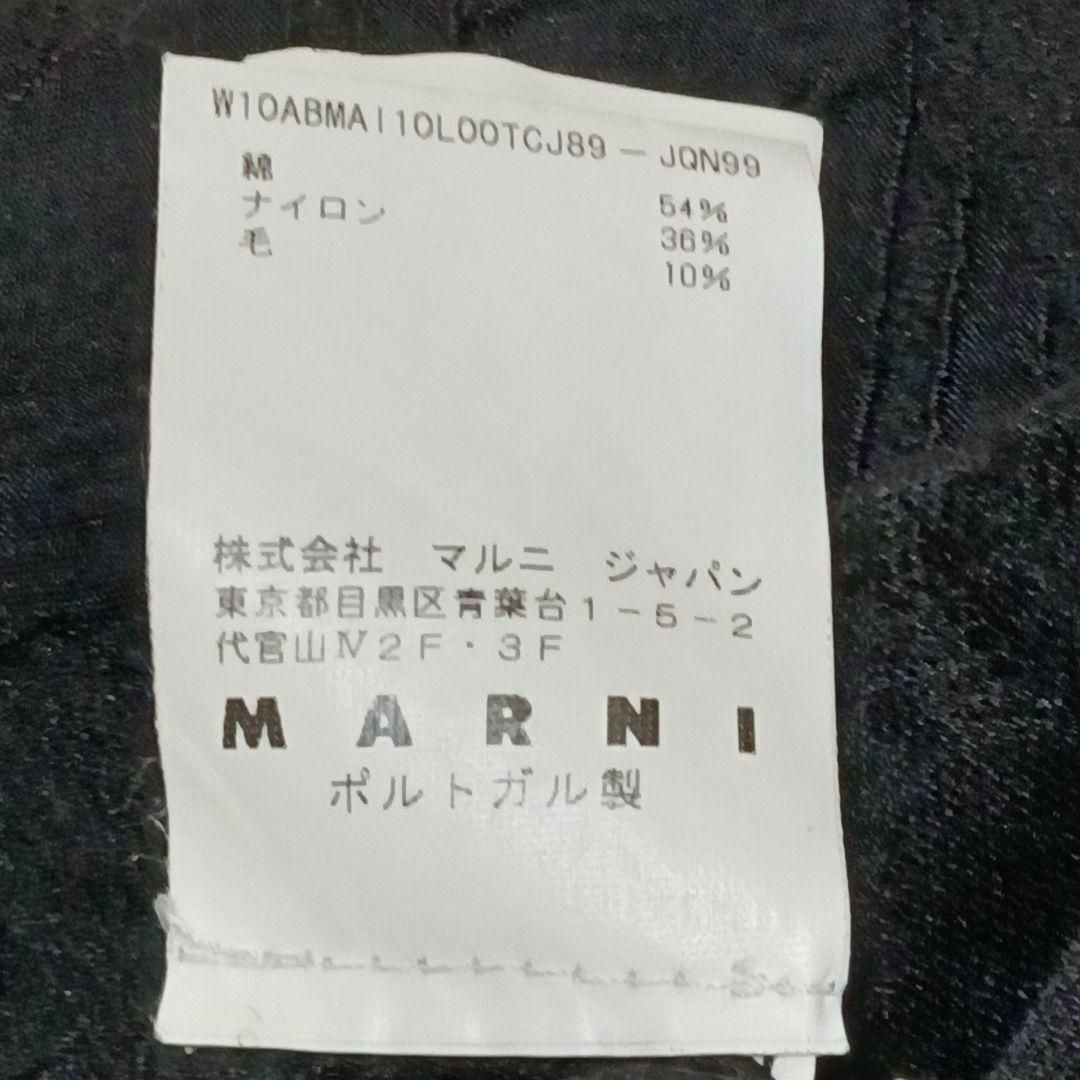 W10ABMAI10L00TCJ89 - JQN99
綿 54%
ナイロン 36%
毛 10%
株式会社 マルニ ジャパン
東京都目黒区青葉台1-5-2
代官山Ⅳ2F・3F
MARNI
ポルトガル製